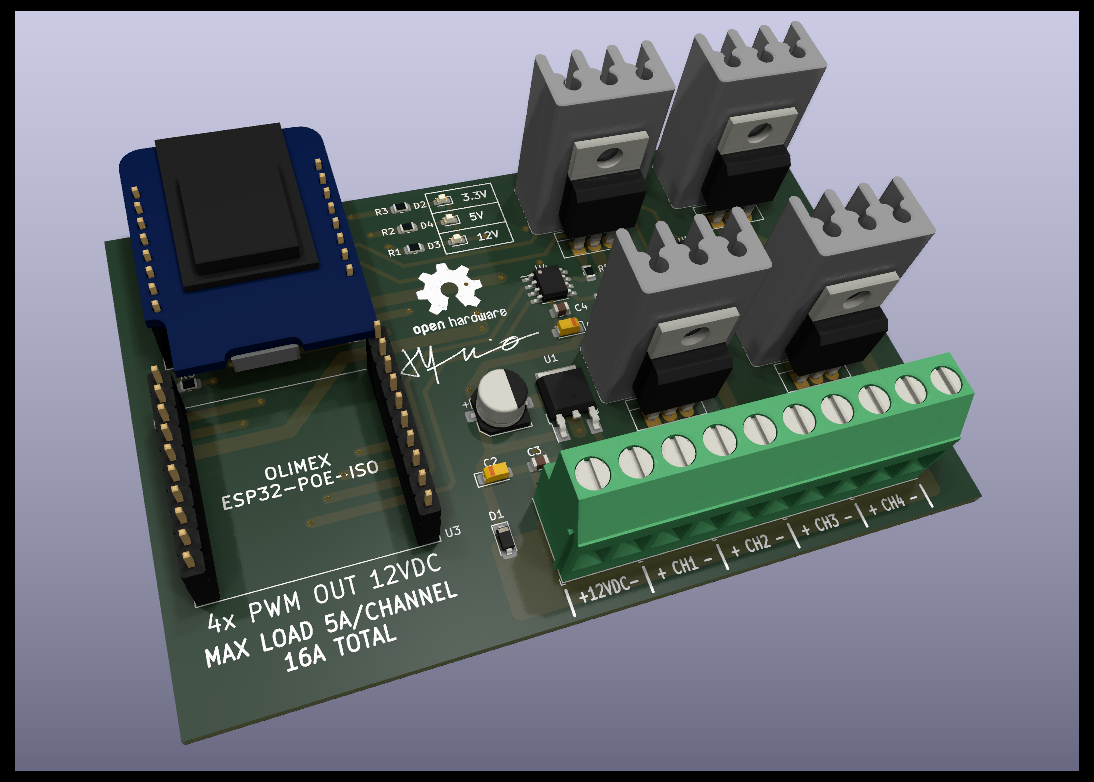 R3 D2 3.3V
R2 D4 5V
R1 D3 12V
open hardware
C4
U1
C2
C3
D1
U3
OLIMEX
ESP32-POE-ISO
4x PWM OUT 12VDC
MAX LOAD 5A/CHANNEL
16A TOTAL
+12VDC- + CH1 - + CH2 - + CH3 - + CH4 -